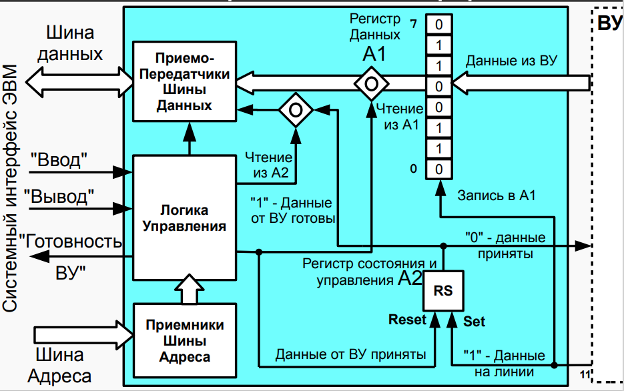 Шина
данных
Системный интерфейс ЭВМ
"Ввод"
"Вывод"
"Готовность
ВУ"
Шина
Адреса
Приемо-
Передатчики
Шины
Данных
Логика
Управления
Приемники
Шины
Адреса
Регистр
Данных
A1
7
0
1
1
0
0
1
1
0
0
Чтение
из A1
Чтение
из A2
"1" - Данные
от ВУ готовы
Данные из ВУ
ВУ
Запись в A1
"0" - данные
приняты
Регистр состояния и
управления A2
RS
Reset
Set
Данные от ВУ приняты
"1" - Данные
на линии
11